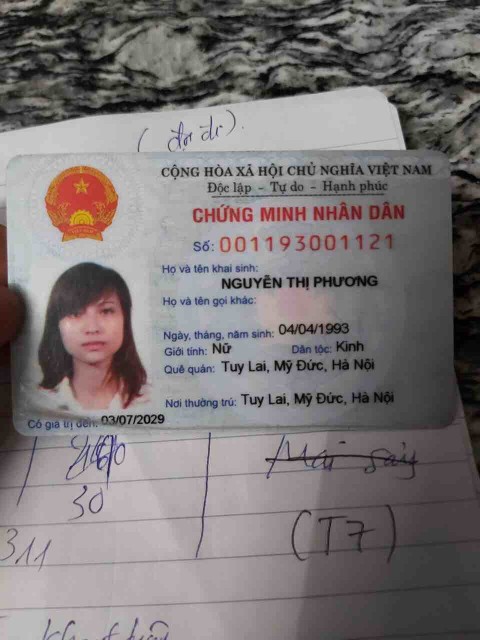 (đợi đi).
CỘNG HÒA XÃ HỘI CHỦ NGHĨA VIỆT NAM
Độc lập - Tự do - Hạnh phúc
CHỨNG MINH NHÂN DÂN
Số: 001193001121
Họ và tên khai sinh:
NGUYỄN THỊ PHƯƠNG
Họ và tên gọi khác:
Ngày, tháng, năm sinh: 04/04/1993
Giới tính: Nữ Dân tộc: Kinh
Quê quán: Tuy Lai, Mỹ Đức, Hà Nội
Nơi thường trú: Tuy Lai, Mỹ Đức, Hà Nội
Có giá trị đến: 03/07/2029
30
(T7)
311